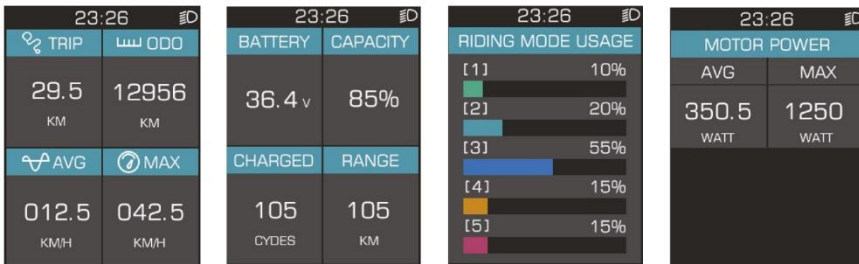 23:26
TRIP ODO
29.5 12956
KM KM
AVG MAX
012.5 042.5
KM/H KM/H
23:26
BATTERY CAPACITY
36.4 V 85%
CHARGED RANGE
105 105
CYDES KM
23:26
RIDING MODE USAGE
[1] 10%
[2] 20%
[3] 55%
[4] 15%
[5] 15%
23:26
MOTOR POWER
AVG MAX
350.5 1250
WATT WATT